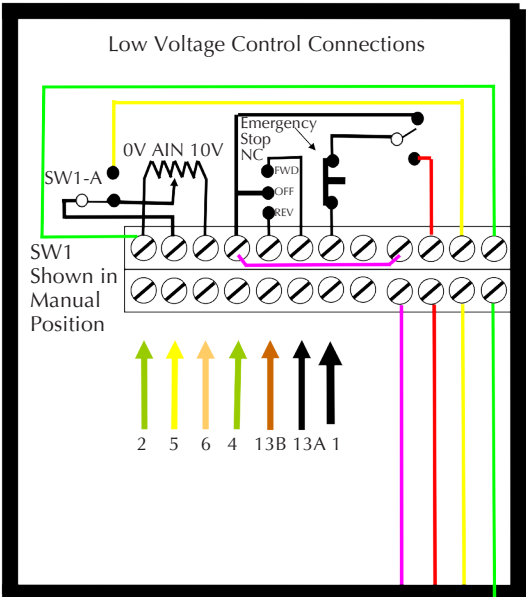 Low Voltage Control Connections
Emergency
Stop
NC
0V AIN 10V
SW1-A
FWD
OFF
REV
SW1
Shown in
Manual
Position
2 5 6 4 13B 13A 1